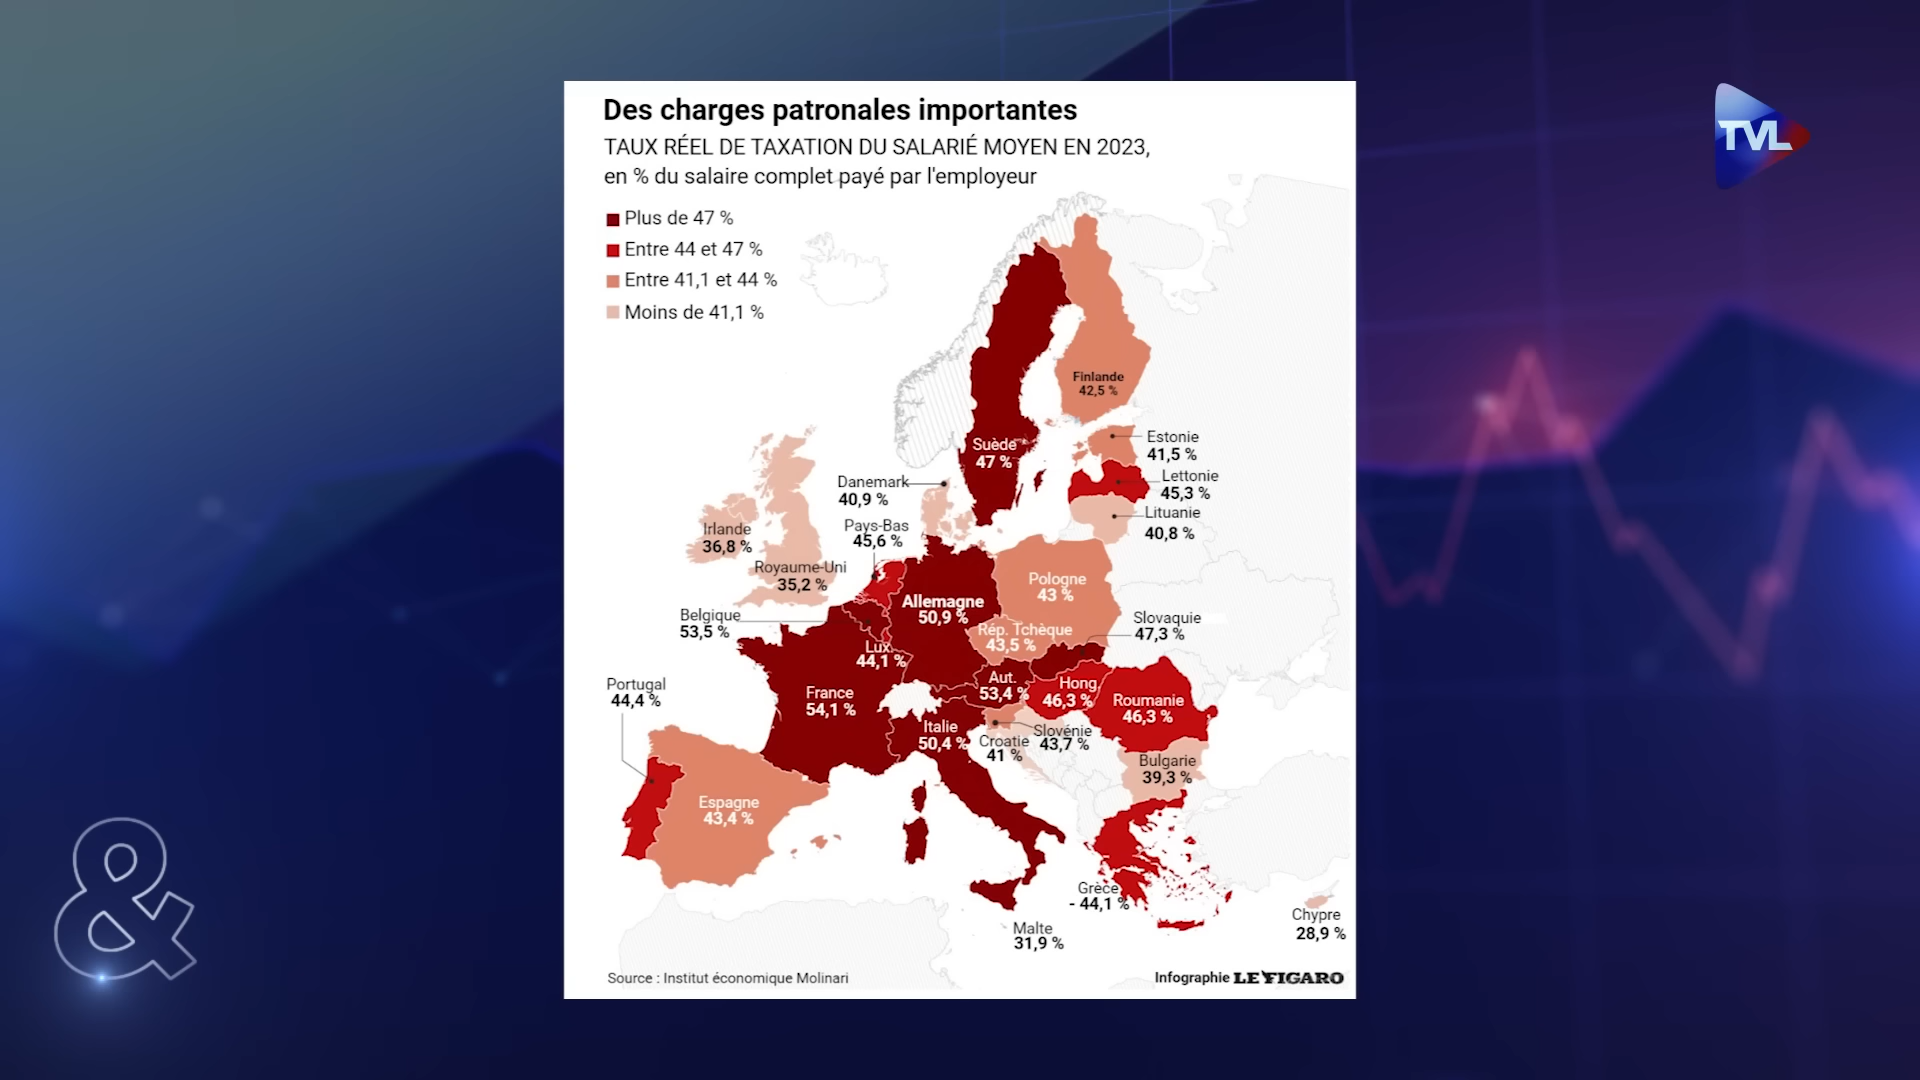 Des charges patronales importantes
TAUX RÉEL DE TAXATION DU SALARIÉ MOYEN EN 2023,
en % du salaire complet payé par l'employeur
TVL
Plus de 47 %
Entre 44 et 47 %
Entre 41,1 et 44 %
Moins de 41,1 %
Finlande
42,5 %
Suède
47 %
Estonie
41,5 %
Lettonie
45,3 %
Lituanie
40,8 %
Danemark
40,9 %
Pays-Bas
45,6 %
Irlande
36,8 %
Royaume-Uni
35,2 %
Belgique
53,5 %
Allemagne
50,9 %
Pologne
43 %
Rép. Tchèque
43,5 %
Slovaquie
47,3 %
Lux.
44,1 %
Portugal
44,4 %
France
54,1 %
Aut.
53,4 %
Hong
46,3 %
Roumanie
46,3 %
Italie
50,4 %
Croatie
41 %
Slovénie
43,7 %
Bulgarie
39,3 %
Espagne
43,4 %
Grèce
- 44,1 %
Malte
31,9 %
Chypre
28,9 %
&
Source : Institut économique Molinari
Infographie LE FIGARO